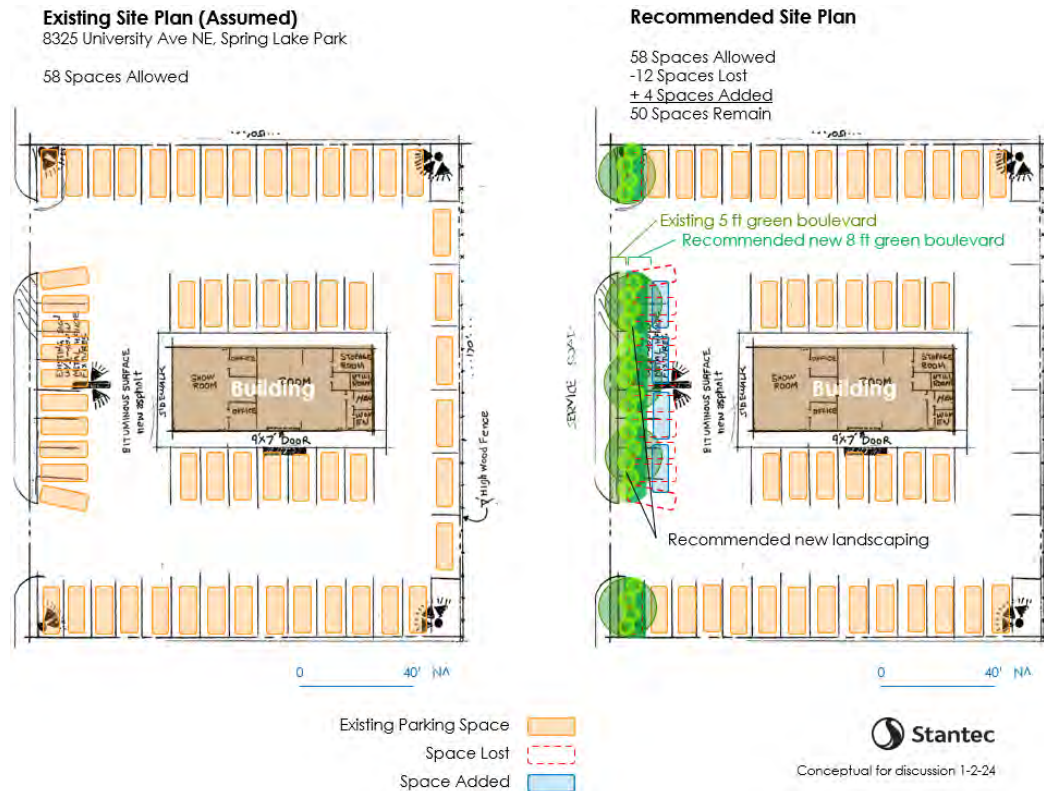 Existing Site Plan (Assumed)
8325 University Ave NE, Spring Lake Park
58 Spaces Allowed
Recommended Site Plan
58 Spaces Allowed
-12 Spaces Lost
+ 4 Spaces Added
50 Spaces Remain
Existing 5 ft green boulevard
Recommended new 8 ft green boulevard
BITUMINOUS SURFACE
new asphalt
SIDEWALK
SHOW
ROOM
OFFICE
OFFICE
ROOM
STORAGE
ROOM
Building
9'X7' DOOR
High Wood Fence
SERVICE
BITUMINOUS SURFACE
new asphalt
SIDEWALK
SHOW
ROOM
OFFICE
OFFICE
ROOM
STORAGE
ROOM
Building
9'X7' DOOR
Recommended new landscaping
0 40'
0 40'
Existing Parking Space
Space Lost
Space Added
Stantec
Conceptual for discussion 1-2-24